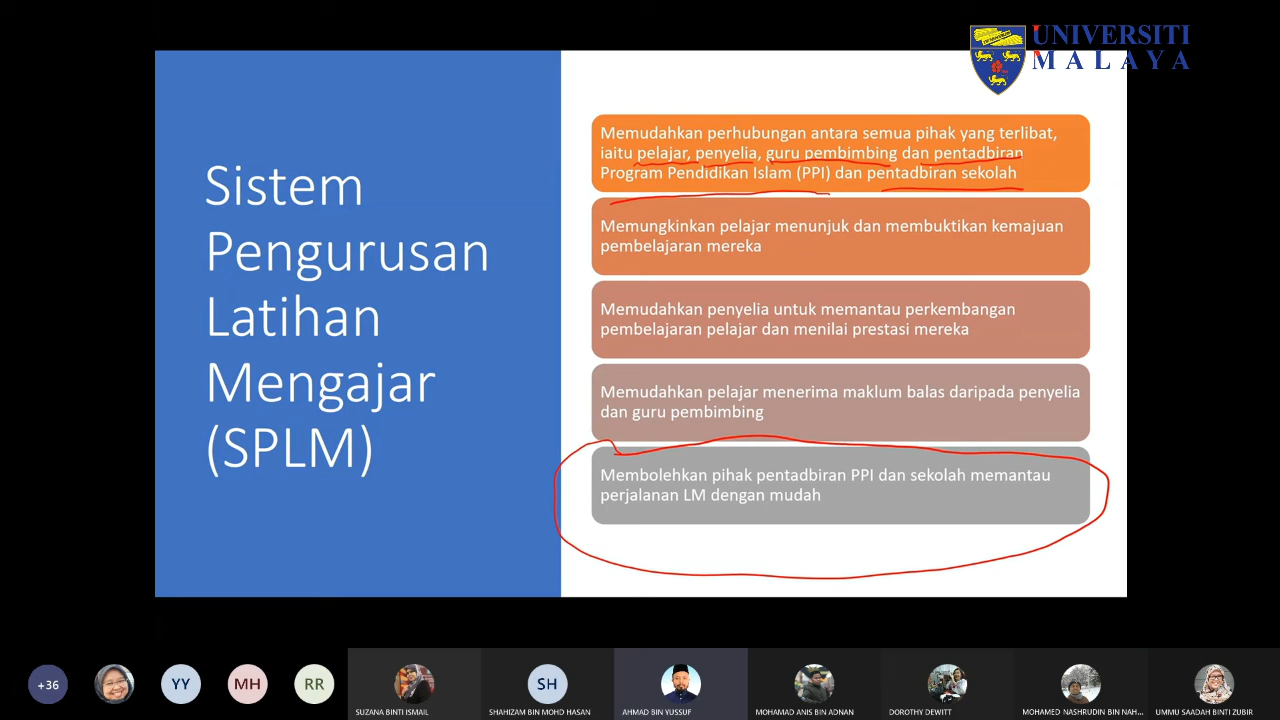 UNIVERSITI
MALAYA
Sistem
Pengurusan
Latihan
Mengajar
(SPLM)
Memudahkan perhubungan antara semua pihak yang terlibat,
iaitu pelajar, penyelia, guru pembimbing dan pentadbiran
Program Pendidikan Islam (PPI) dan pentadbiran sekolah
Memungkinkan pelajar menunjuk dan membuktikan kemajuan
pembelajaran mereka
Memudahkan penyelia untuk memantau perkembangan
pembelajaran pelajar dan menilai prestasi mereka
Memudahkan pelajar menerima maklum balas daripada penyelia
dan guru pembimbing
Membolehkan pihak pentadbiran PPI dan sekolah memantau
perjalanan LM dengan mudah
+36
YY
MH
RR
SH
SUZANA BINTI ISMAIL
SHAHIZAM BIN MOHD HASAN
AHMAD BIN YUSSUF
MOHAMAD ANIS BIN ADNAN
DOROTHY DEWITT
MOHAMED NASHRUDIN BIN NAH...
UMMU SAADAH BINTI ZUBIR